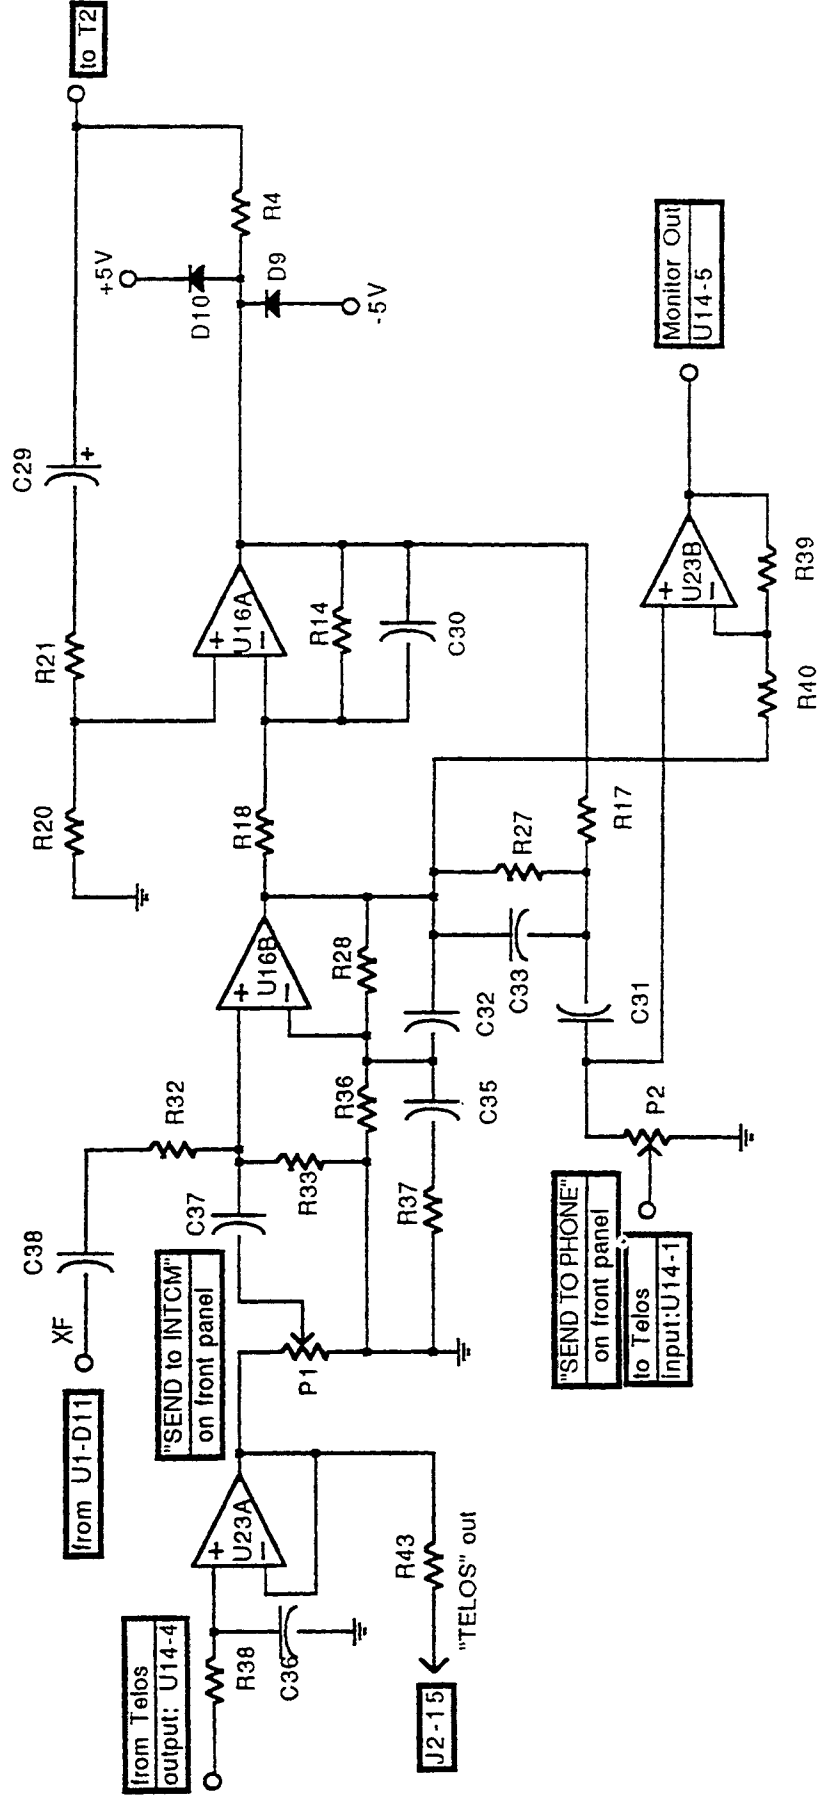 from Telos
output: U14-4
R38
C36
+
−
U23A
R43
"TELOS" out
J2-15
from U1-D11
XF
C38
"SEND to INTCM"
on front panel
P1
C37
R32
R33
R36
R37
C35
C32
+
−
U16B
R28
R20
R21
C29
+
to T2
R18
+
−
U16A
R14
C30
+5V
D10
D9
-5V
R4
C33
R27
R17
C31
P2
"SEND TO PHONE"
on front panel
to Telos
input:U14-1
R40
R39
+
−
U23B
Monitor Out
U14-5